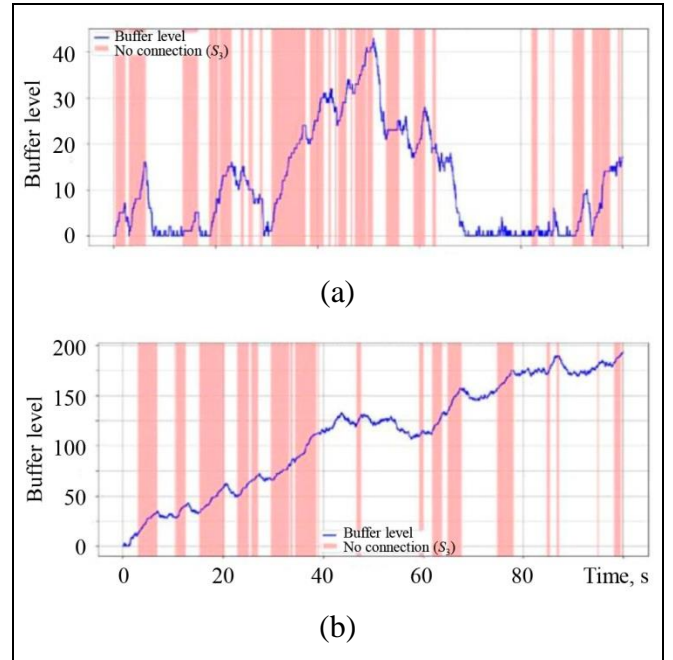 Buffer level
No connection (S₃)
40
30
20
10
0
Buffer level
(a)
200
150
100
50
0
Buffer level
Buffer level
No connection (S₃)
0 20 40 60 80 Time, s
(b)